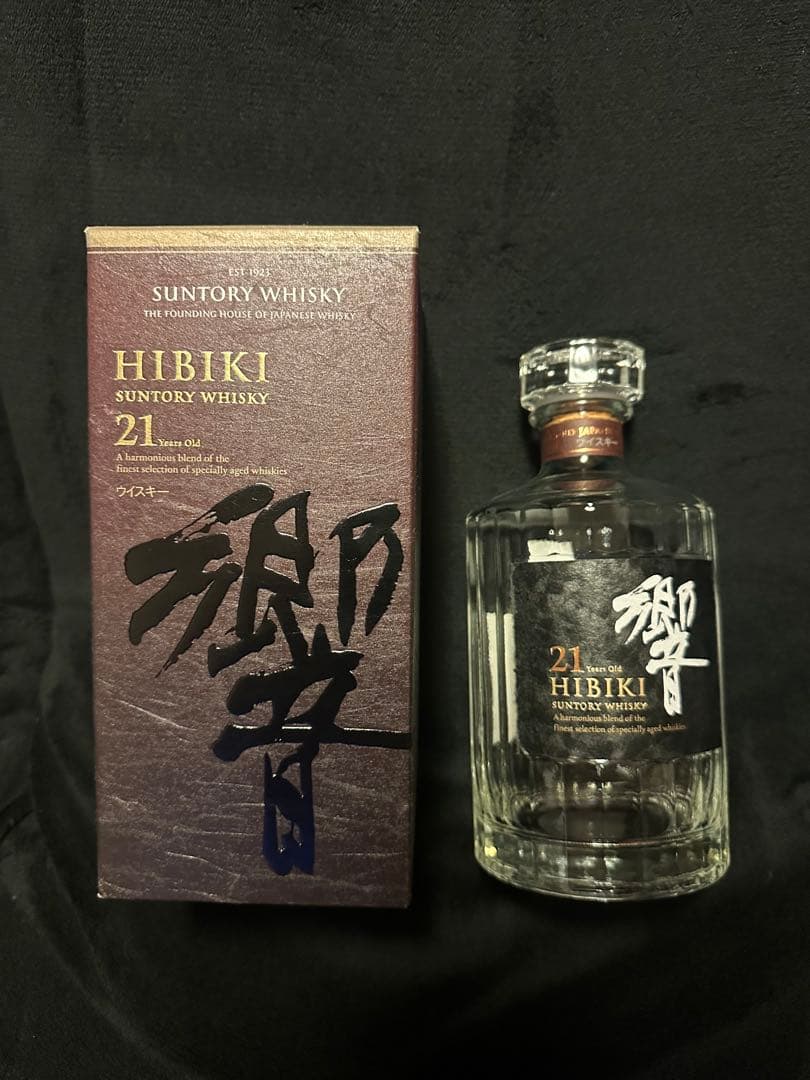 EST 1923
SUNTORY WHISKY
THE FOUNDING HOUSE OF JAPANESE WHISKY
HIBIKI
SUNTORY WHISKY
21 Years Old
A harmonious blend of the
finest selection of specially aged whiskies
ウイスキー
響
ウイスキー
響
21 Years Old
HIBIKI
SUNTORY WHISKY
A harmonious blend of the
finest selection of specially aged whiskies